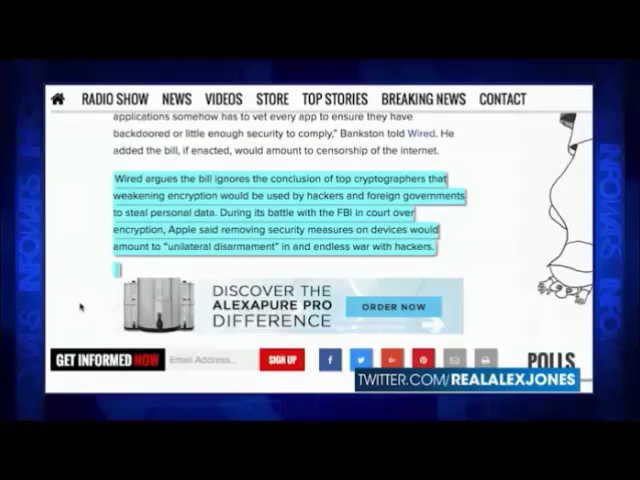 RADIO SHOW NEWS VIDEOS STORE TOP STORIES BREAKING NEWS CONTACT
applications somehow has to vet every app to ensure they have
backdoored or little enough security to comply," Bankston told Wired. He
added the bill, if enacted, would amount to censorship of the internet.
Wired argues the bill ignores the conclusion of top cryptographers that
weakening encryption would be used by hackers and foreign governments
to steal personal data. During its battle with the FBI in court over
encryption, Apple said removing security measures on devices would
amount to "unilateral disarmament" in and endless war with hackers.
DISCOVER THE
ALEXAPURE PRO
DIFFERENCE
ORDER NOW
GET INFORMED NOW Email Address... SIGN UP
POLLS
TWITTER.COM/REALALEXJONES
INFOWARS
INFOWARS